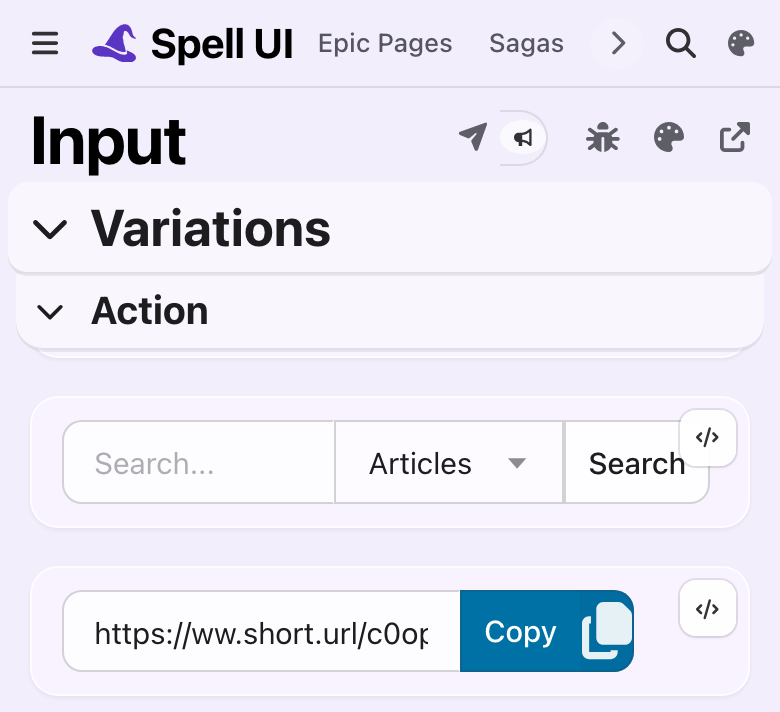 Spell UI Epic Pages Sagas
Input
Variations
Action
Search... Articles Search
</>
https://ww.short.url/c0op Copy
</>